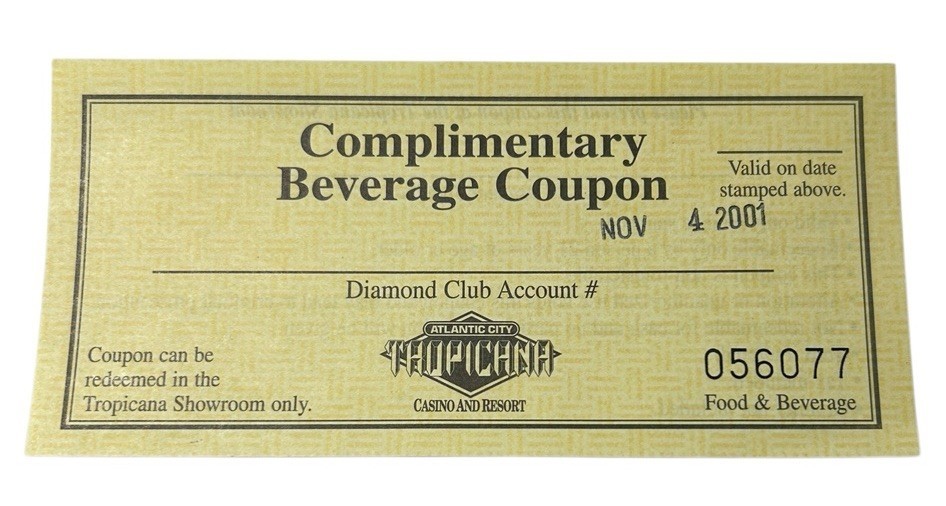 Complimentary
Beverage Coupon
Valid on date
stamped above.
NOV 4 2001
Diamond Club Account #
Coupon can be
redeemed in the
Tropicana Showroom only.
ATLANTIC CITY
TROPICANA
CASINO AND RESORT
056077
Food & Beverage